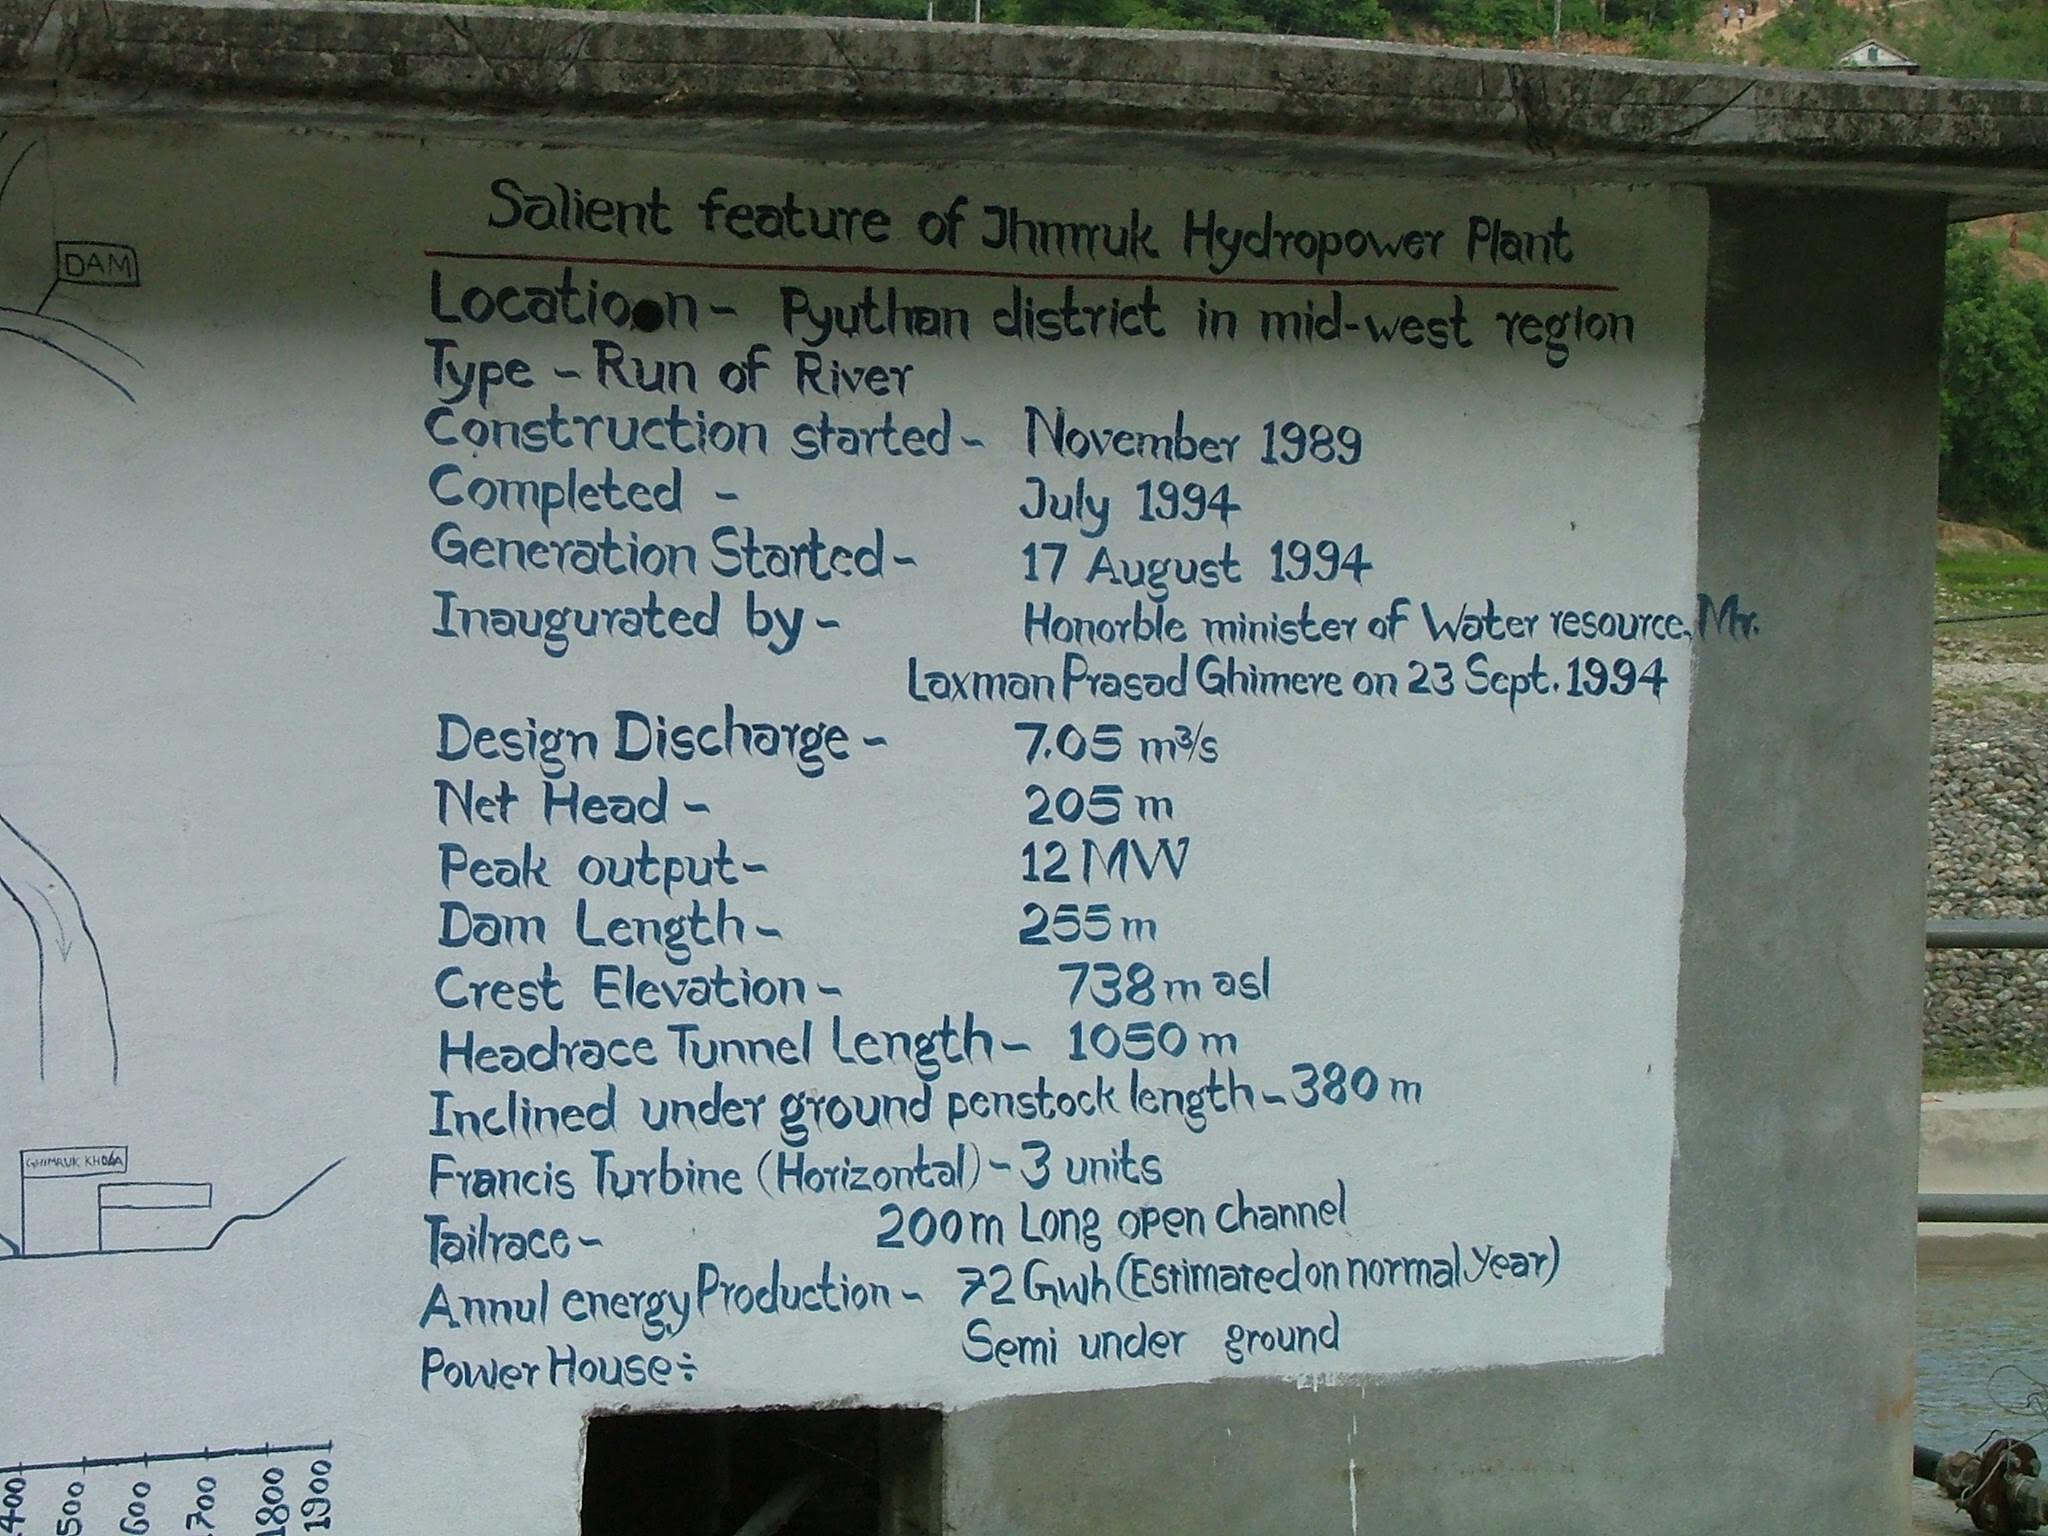 Salient feature of Jhmruk Hydropower Plant
DAM
Location - Pyuthan district in mid-west region
Type - Run of River
Construction started - November 1989
Completed - July 1994
Generation Started - 17 August 1994
Inaugurated by - Honorble minister of Water resource, Mr.
Laxman Prasad Ghimere on 23 Sept. 1994
Design Discharge - 7.05 m³/s
Net Head - 205 m
Peak output - 12 MW
Dam Length - 255 m
Crest Elevation - 738 m asl
Headrace Tunnel Length - 1050 m
Inclined under ground penstock length - 380 m
GHIMRUK KHOLA
Francis Turbine (Horizontal) - 3 units
Tailrace - 200m Long open channel
Annul energy Production - 72 Gwh (Estimated on normal year)
Power House÷ Semi under ground
400 500 600 1700 1800 1900